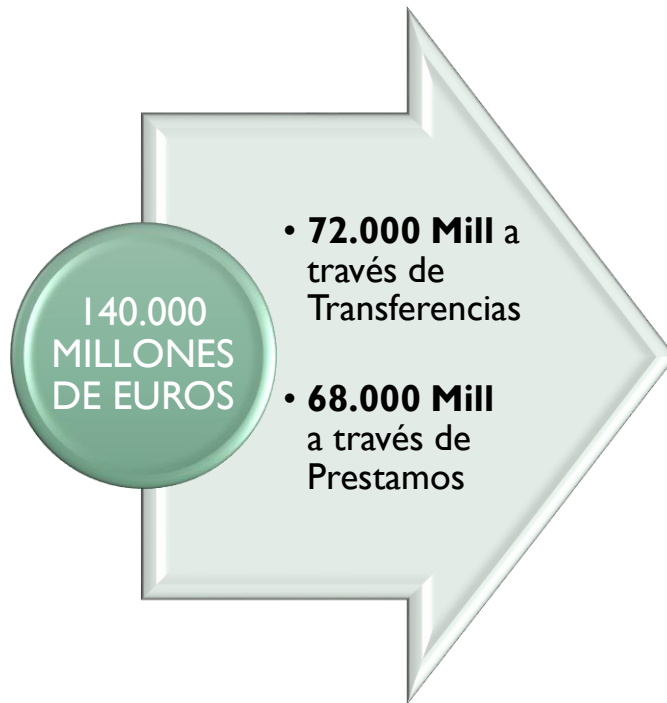 140.000
MILLONES
DE EUROS
• 72.000 Mill a
través de
Transferencias
• 68.000 Mill
a través de
Prestamos